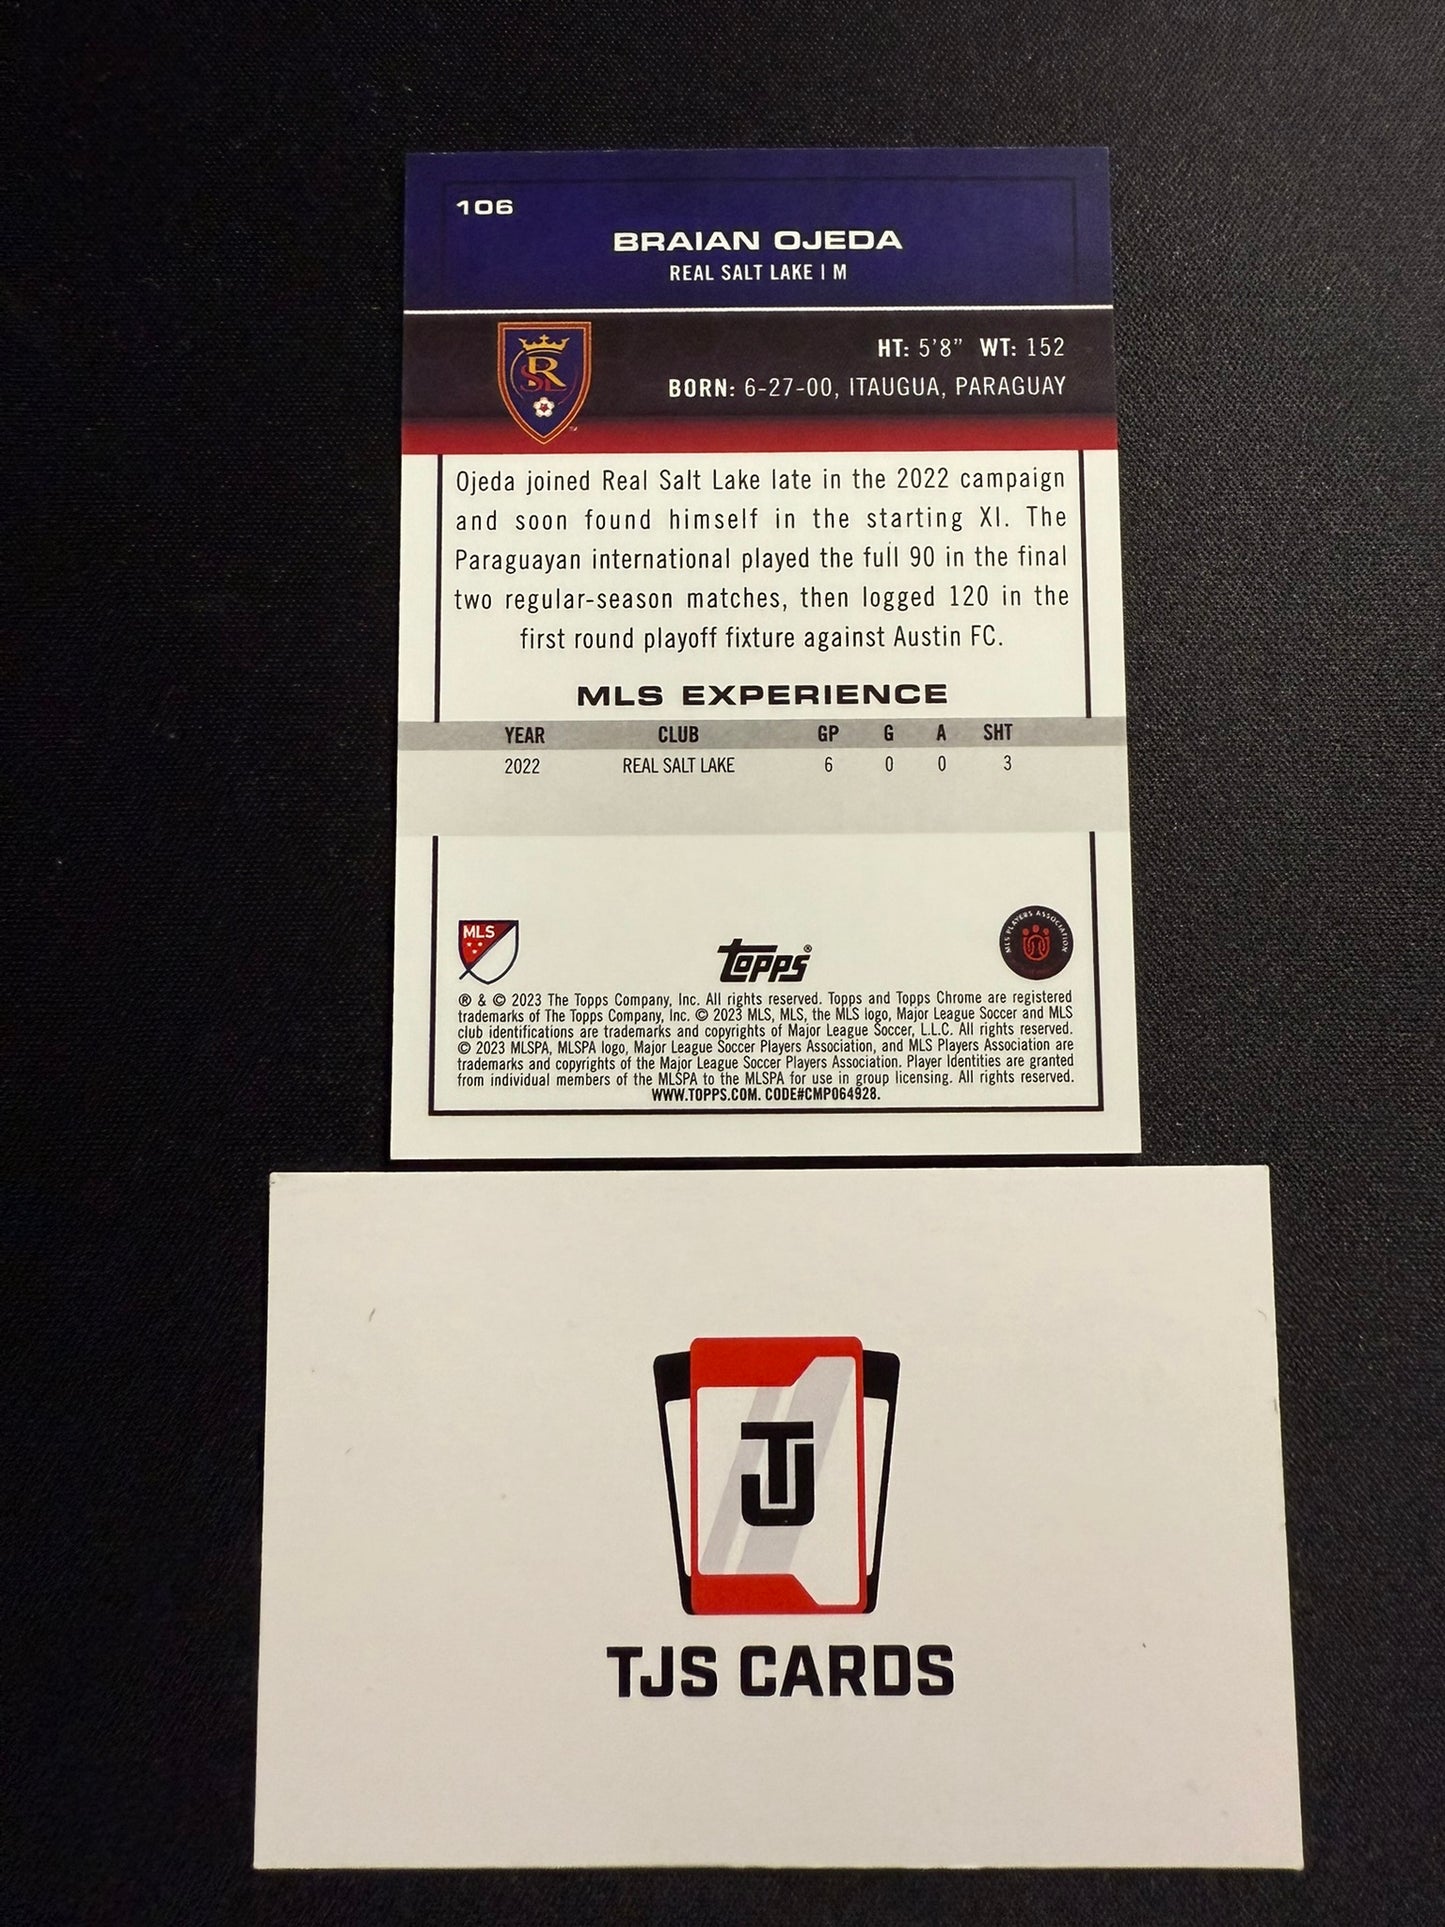 106
BRAIAN OJEDA
REAL SALT LAKE | M
RSL
HT: 5'8" WT: 152
BORN: 6-27-00, ITAUGUA, PARAGUAY
Ojeda joined Real Salt Lake late in the 2022 campaign
and soon found himself in the starting XI. The
Paraguayan international played the full 90 in the final
two regular-season matches, then logged 120 in the
first round playoff fixture against Austin FC.
MLS EXPERIENCE
YEAR CLUB GP G A SHT
2022 REAL SALT LAKE 6 0 0 3
MLS
Topps®
MLS PLAYERS ASSOCIATION
® & © 2023 The Topps Company, Inc. All rights reserved. Topps and Topps Chrome are registered
trademarks of The Topps Company, Inc. © 2023 MLS, MLS, the MLS logo, Major League Soccer and MLS
club identifications are trademarks and copyrights of Major League Soccer, L.L.C. All rights reserved.
© 2023 MLSPA, MLSPA logo, Major League Soccer Players Association, and MLS Players Association are
trademarks and copyrights of the Major League Soccer Players Association. Player Identities are granted
from individual members of the MLSPA to the MLSPA for use in group licensing. All rights reserved.
WWW.TOPPS.COM. CODE#CMP064928.
TJ
TJS CARDS